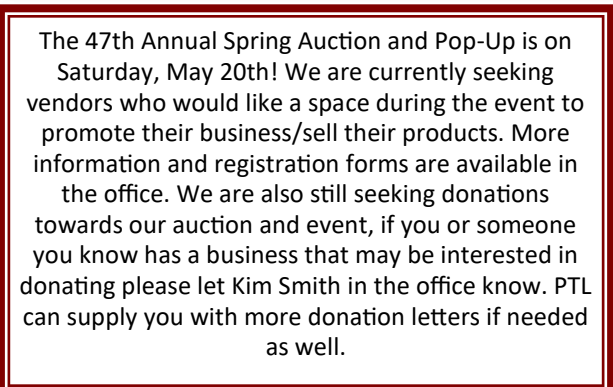 The 47th Annual Spring Auction and Pop-Up is on
Saturday, May 20th! We are currently seeking
vendors who would like a space during the event to
promote their business/sell their products. More
information and registration forms are available in
the office. We are also still seeking donations
towards our auction and event, if you or someone
you know has a business that may be interested in
donating please let Kim Smith in the office know. PTL
can supply you with more donation letters if needed
as well.